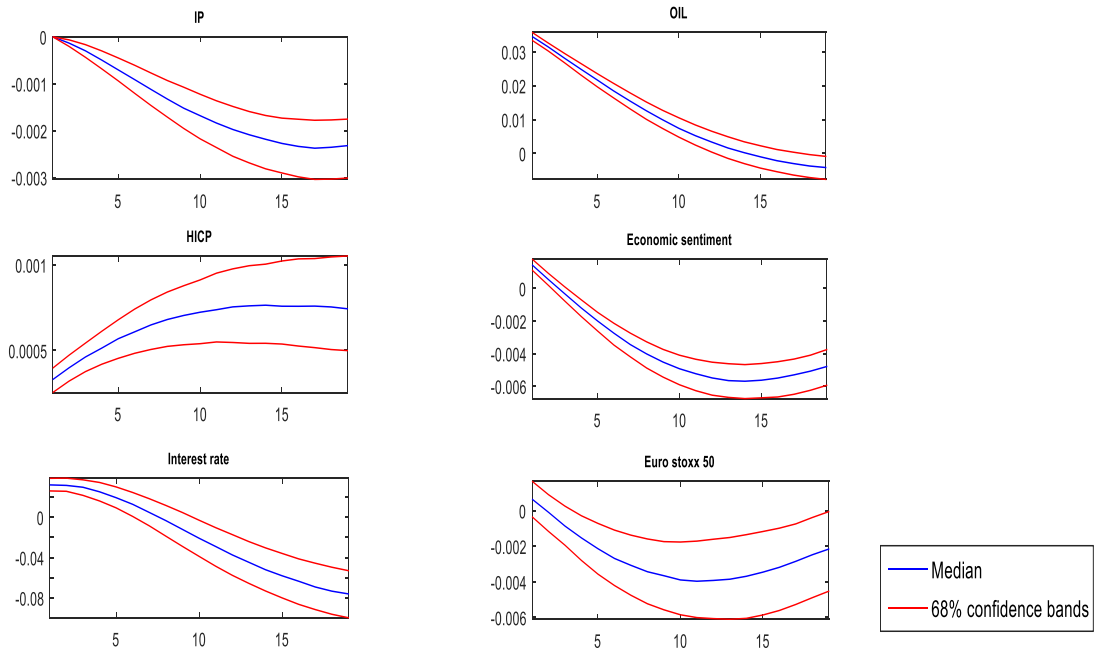 IP
0
-0.001
-0.002
-0.003
5 10 15
OIL
0.03
0.02
0.01
0
5 10 15
HICP
0.001
0.0005
5 10 15
Economic sentiment
0
-0.002
-0.004
-0.006
5 10 15
Interest rate
0
-0.04
-0.08
5 10 15
Euro stoxx 50
0
-0.002
-0.004
-0.006
5 10 15
Median
68% confidence bands